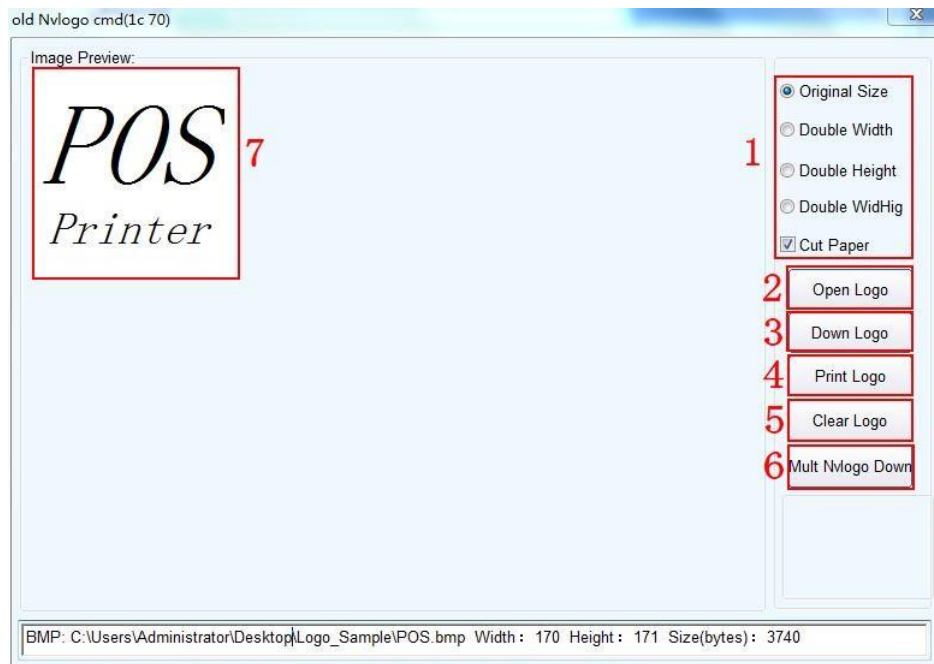 old Nvlogo cmd(1c 70)
Image Preview:
POS
Printer
7
1
Original Size
Double Width
Double Height
Double WidHig
Cut Paper
2 Open Logo
3 Down Logo
4 Print Logo
5 Clear Logo
6 Mult Nvlogo Down
BMP: C:\Users\Administrator\Desktop\Logo_Sample\POS.bmp Width: 170 Height: 171 Size(bytes): 3740